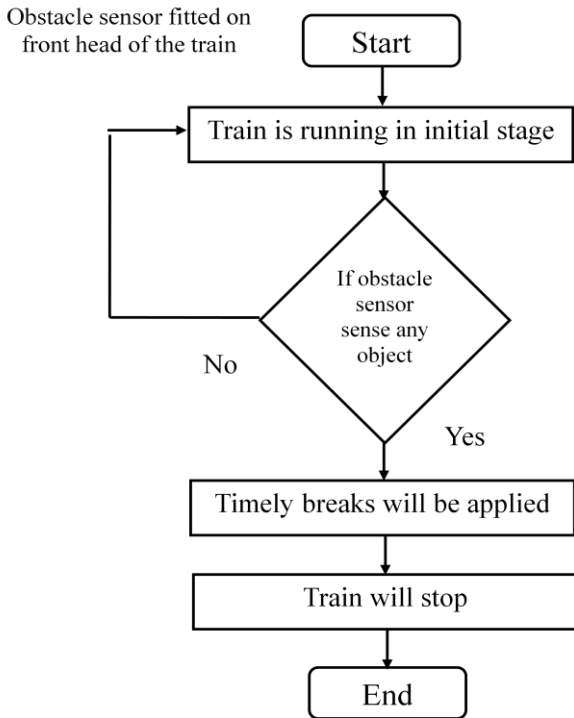 Obstacle sensor fitted on
front head of the train
Start
Train is running in initial stage
If obstacle
sensor
sense any
object
No
Yes
Timely breaks will be applied
Train will stop
End